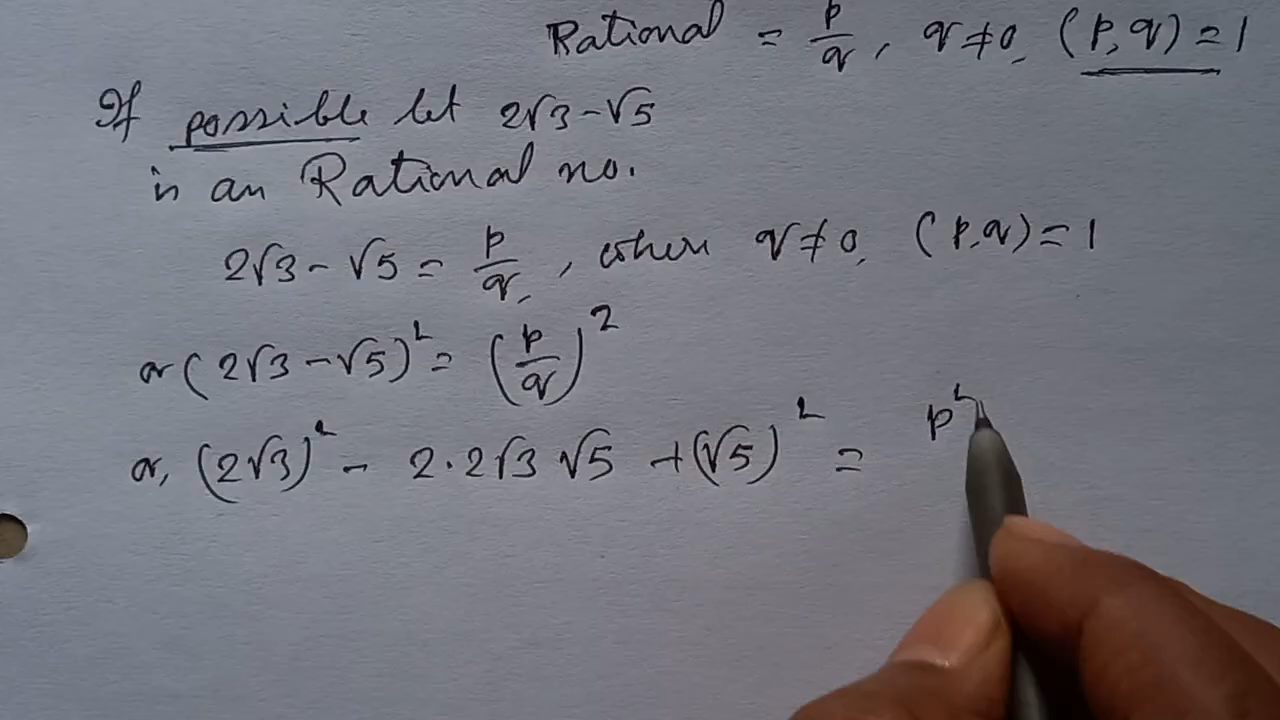 Rational = p/q, q≠0, (p,q)=1
If possible let 2√3-√5
is an Rational no.
2√3-√5 = p/q, where q≠0, (p,q)=1
or (2√3-√5)² = (p/q)²
or, (2√3)² - 2·2√3 √5 + (√5)² = p²